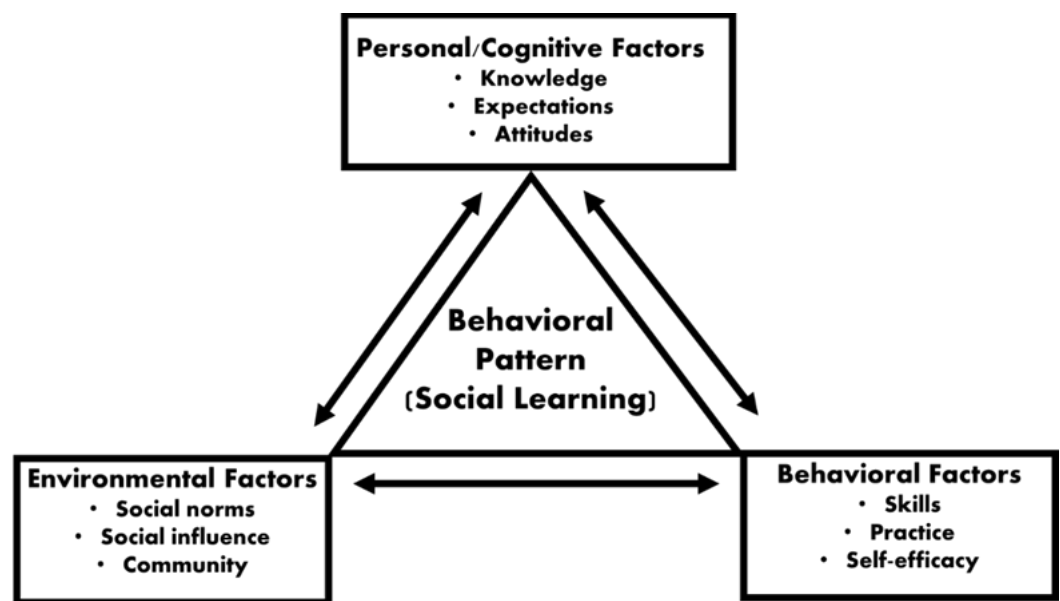 Personal/Cognitive Factors
• Knowledge
• Expectations
• Attitudes
Behavioral
Pattern
(Social Learning)
Environmental Factors
• Social norms
• Social influence
• Community
Behavioral Factors
• Skills
• Practice
• Self-efficacy